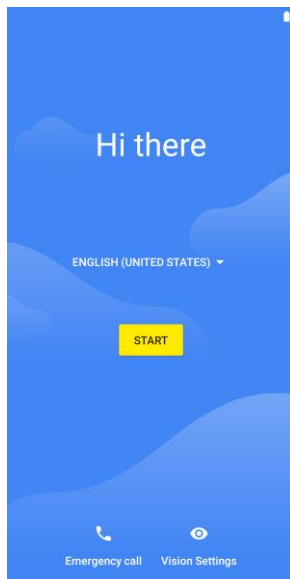 Hi there
ENGLISH (UNITED STATES)
START
Emergency call Vision Settings